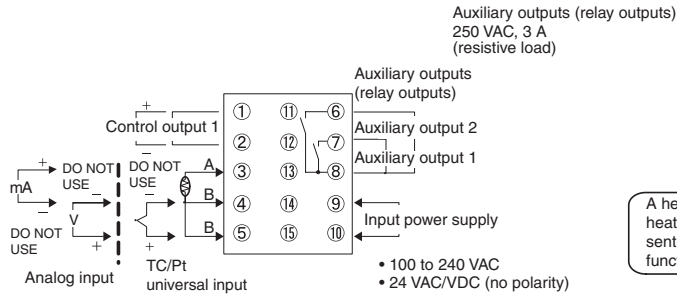 Auxiliary outputs (relay outputs)
250 VAC, 3 A
(resistive load)
Auxiliary outputs
(relay outputs)
+
Control output 1
−
1 11 6
2 12 7
3 13 8
4 14 9
5 15 10
Auxiliary output 2
Auxiliary output 1
Input power supply
+
mA
−
DO NOT
USE
−
V
+
DO NOT
USE
DO NOT
USE
−
+
A
B
B
Analog input
TC/Pt
universal input
• 100 to 240 VAC
• 24 VAC/VDC (no polarity)
A he
heat
sent
func